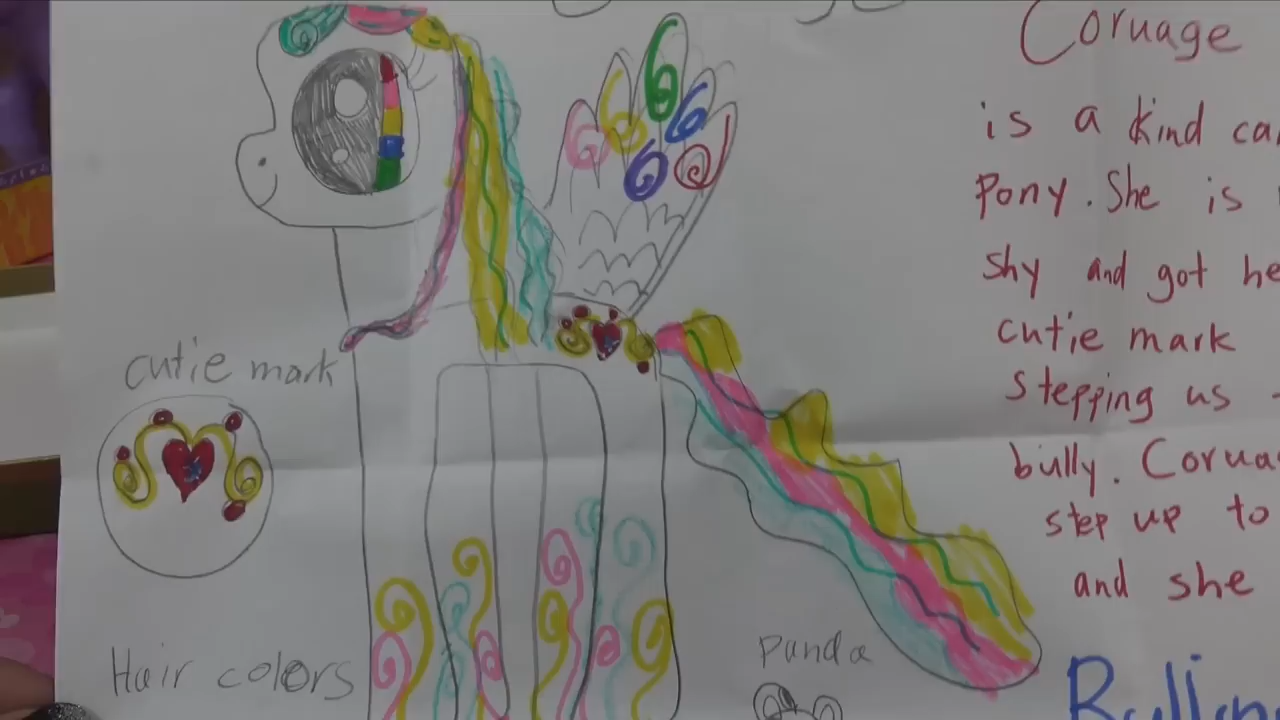 Coruage
is a kind
pony. She is
shy and got
cutie mark
stepping us
bully.
step up to
and she
cutie mark
Hair colors
panda